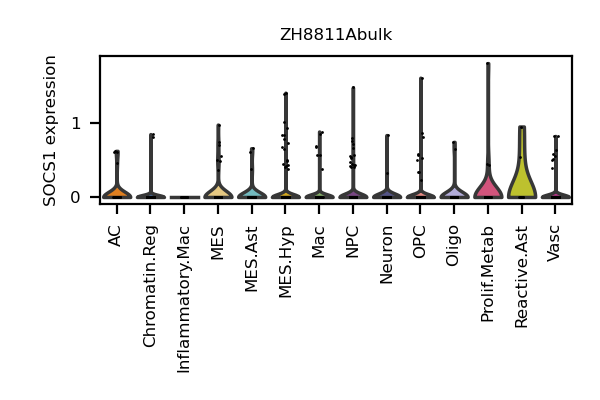 ZH8811Abulk
SOCS1 expression
1
0
AC
Chromatin.Reg
Inflammatory.Mac
MES
MES.Ast
MES.Hyp
Mac
NPC
Neuron
OPC
Oligo
Prolif.Metab
Reactive.Ast
Vasc